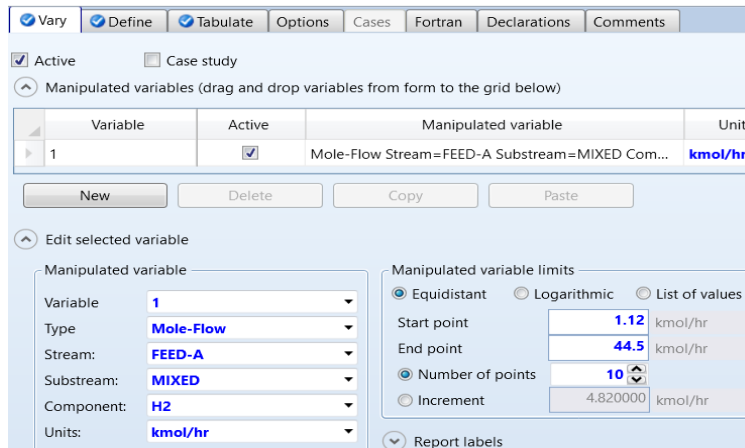 Vary Define Tabulate Options Cases Fortran Declarations Comments
Active Case study
Manipulated variables (drag and drop variables from form to the grid below)
Variable Active Manipulated variable Unit
1 Mole-Flow Stream=FEED-A Substream=MIXED Com... kmol/hr
New Delete Copy Paste
Edit selected variable
Manipulated variable Manipulated variable limits
Variable 1 Equidistant Logarithmic List of values
Type Mole-Flow Start point 1.12 kmol/hr
Stream: FEED-A End point 44.5 kmol/hr
Substream: MIXED Number of points 10
Component: H2 Increment 4.820000 kmol/hr
Units: kmol/hr Report labels